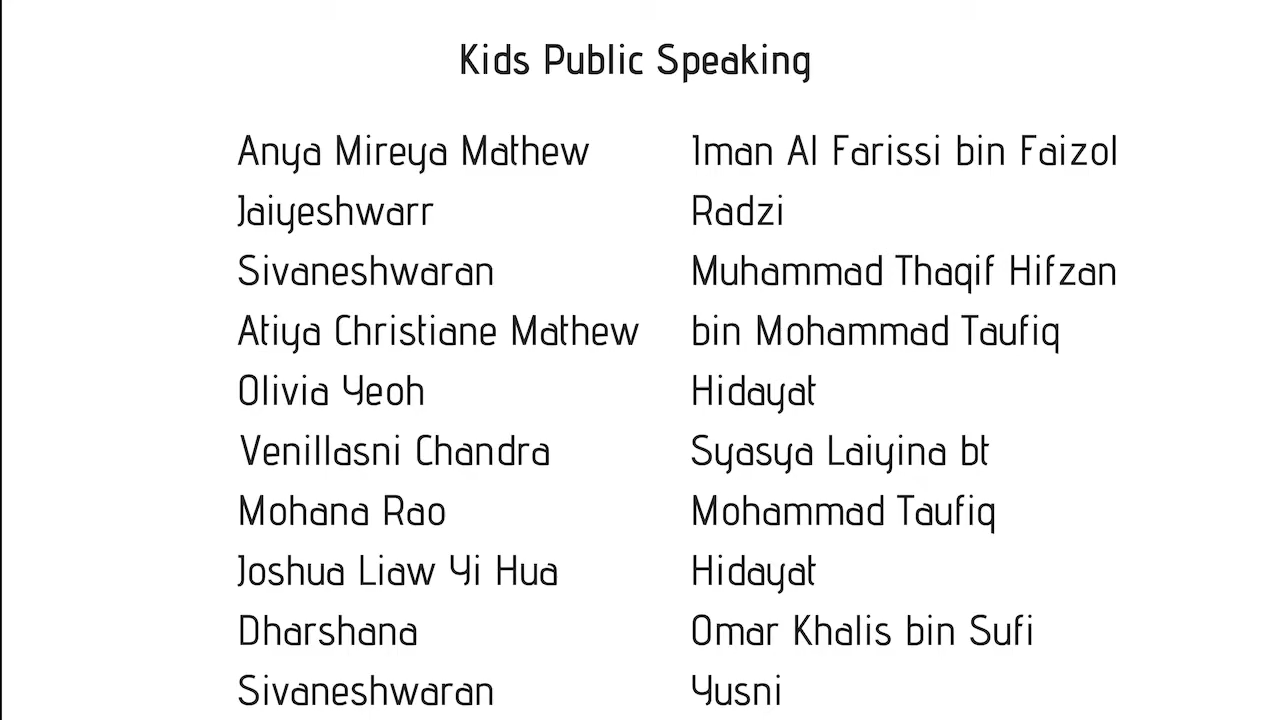 Kids Public Speaking
Anya Mireya Mathew
Jaiyeshwarr
Sivaneshwaran
Atiya Christiane Mathew
Olivia Yeoh
Venillasni Chandra
Mohana Rao
Joshua Liaw Yi Hua
Dharshana
Sivaneshwaran
Iman Al Farissi bin Faizol
Radzi
Muhammad Thaqif Hifzan
bin Mohammad Taufiq
Hidayat
Syasya Laiyina bt
Mohammad Taufiq
Hidayat
Omar Khalis bin Sufi
Yusni